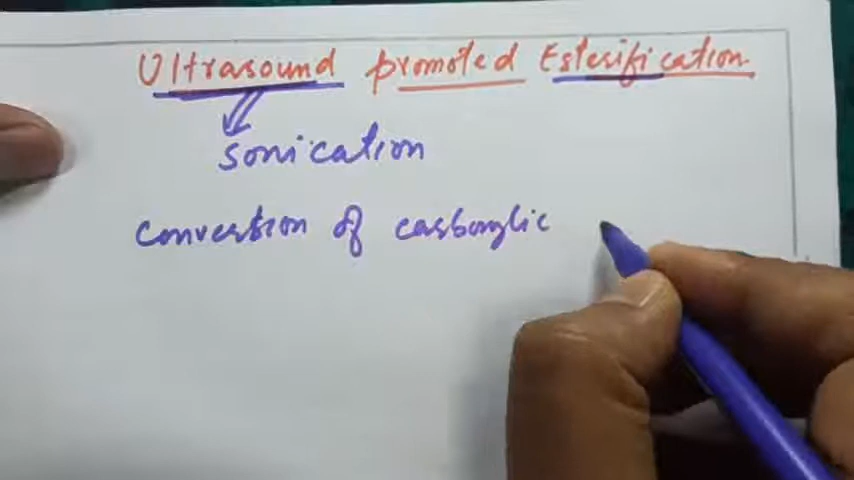 Ultrasound promoted Esterification
sonication
conversion of carboxylic